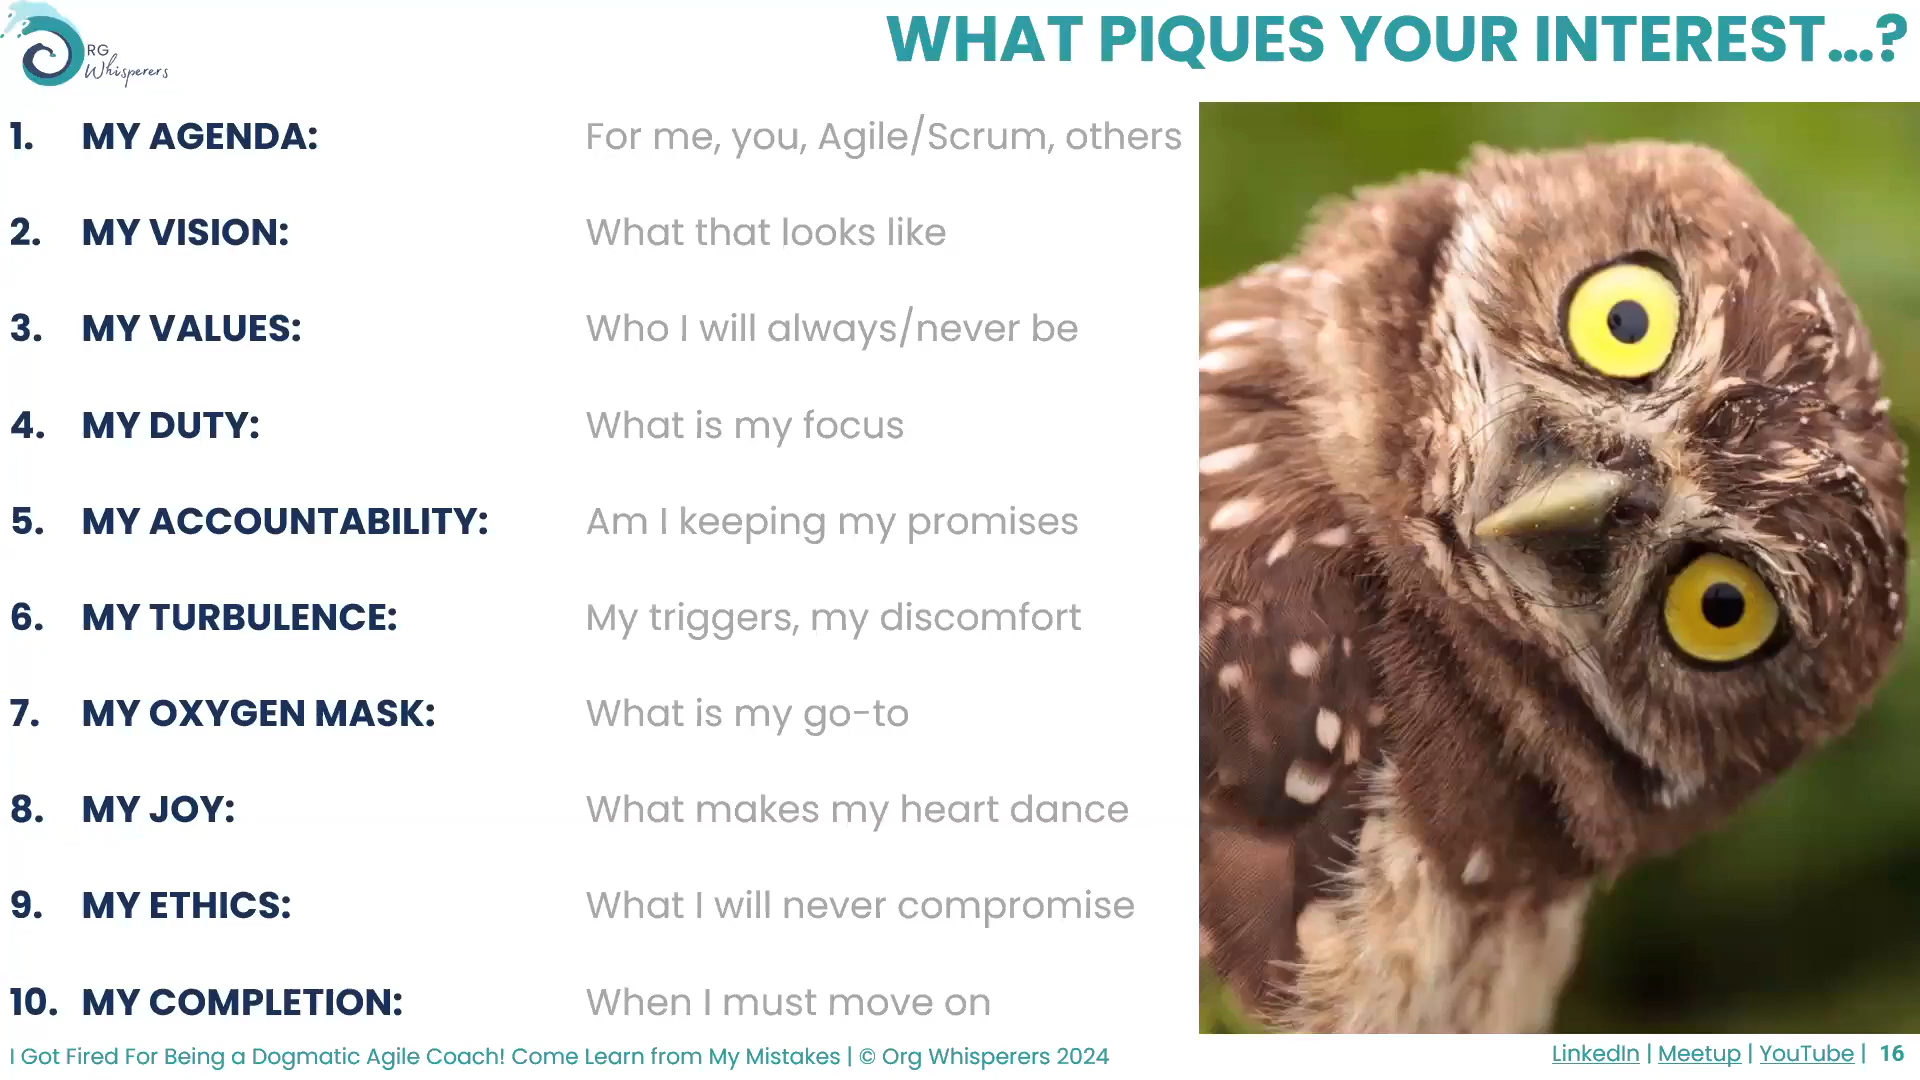 RG
Whisperers
WHAT PIQUES YOUR INTEREST...?
1. MY AGENDA: For me, you, Agile/Scrum, others
2. MY VISION: What that looks like
3. MY VALUES: Who I will always/never be
4. MY DUTY: What is my focus
5. MY ACCOUNTABILITY: Am I keeping my promises
6. MY TURBULENCE: My triggers, my discomfort
7. MY OXYGEN MASK: What is my go-to
8. MY JOY: What makes my heart dance
9. MY ETHICS: What I will never compromise
10. MY COMPLETION: When I must move on
I Got Fired For Being a Dogmatic Agile Coach! Come Learn from My Mistakes | © Org Whisperers 2024
LinkedIn | Meetup | YouTube | 16